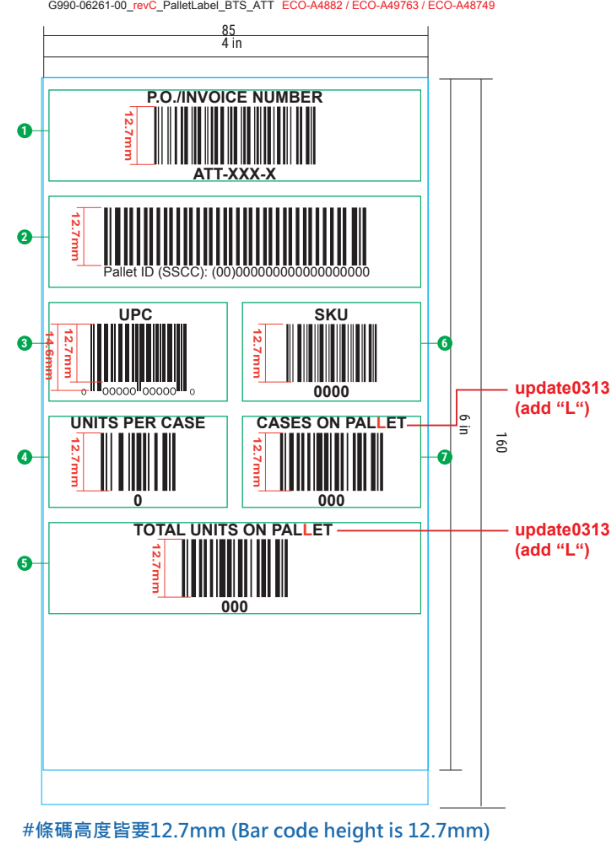 G990-06261-00_revC_PalletLabel_BTS_ATT ECO-A4882 / ECO-A49763 / ECO-A48749
85
4 in
P.O./INVOICE NUMBER
1
12.7mm
ATT-XXX-X
2
12.7mm
Pallet ID (SSCC): (00)000000000000000000
UPC
SKU
3
14.6mm
12.7mm
12.7mm
6
0 00000 00000 0
0000
update0313
(add “L“)
UNITS PER CASE
CASES ON PALLET
6 in
160
4
12.7mm
12.7mm
7
0
000
TOTAL UNITS ON PALLET
update0313
(add “L“)
5
12.7mm
000
#條碼高度皆要12.7mm (Bar code height is 12.7mm)